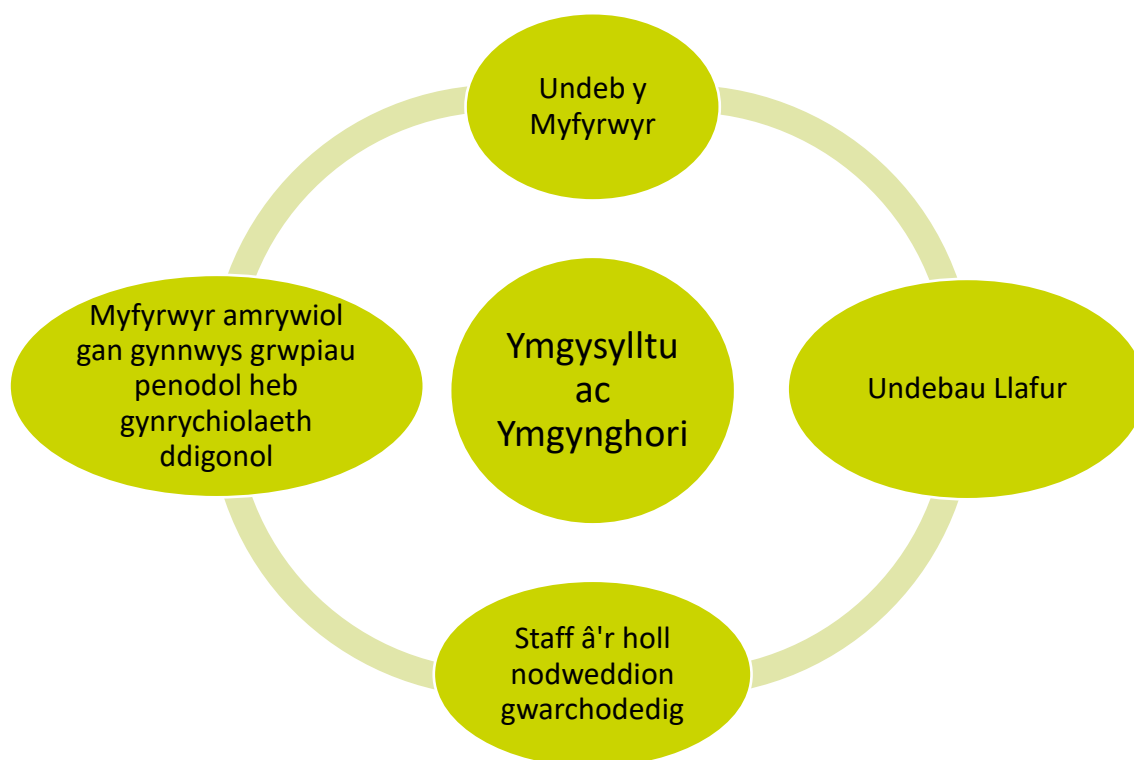 Undeb y
Myfyrwyr
Myfyrwyr amrywiol
gan gynnwys grwpiau
penodol heb
gynrychiolaeth
ddigonol
Ymgysylltu
ac
Ymgynghori
Undebau Llafur
Staff â'r holl
nodweddion
gwarchodedig